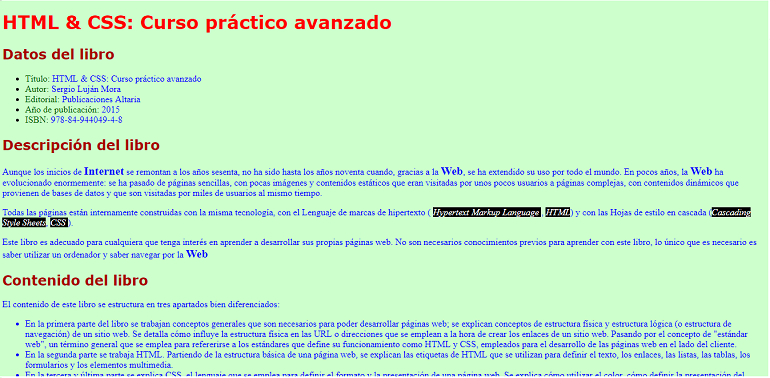 HTML & CSS: Curso práctico avanzado
Datos del libro
Título: HTML & CSS: Curso práctico avanzado
Autor: Sergio Luján Mora
Editorial: Publicaciones Altaria
Año de publicación: 2015
ISBN: 978-84-944049-4-8
Descripción del libro
Aunque los inicios de Internet se remontan a los años sesenta, no ha sido hasta los años noventa cuando, gracias a la Web, se ha extendido su uso por todo el mundo. En pocos años, la Web ha
evolucionado enormemente: se ha pasado de páginas sencillas, con pocas imágenes y contenidos estáticos que eran visitadas por unos pocos usuarios a páginas complejas, con contenidos dinámicos que
provienen de bases de datos y que son visitadas por miles de usuarios al mismo tiempo.
Todas las páginas están internamente construidas con la misma tecnología, con el Lenguaje de marcas de hipertexto ( Hypertext Markup Language , HTML) y con las Hojas de estilo en cascada (Cascading
Style Sheets, CSS ).
Este libro es adecuado para cualquiera que tenga interés en aprender a desarrollar sus propias páginas web. No son necesarios conocimientos previos para aprender con este libro, lo único que es necesario es
saber utilizar un ordenador y saber navegar por la Web
Contenido del libro
El contenido de este libro se estructura en tres apartados bien diferenciados:
En la primera parte del libro se trabajan conceptos generales que son necesarios para poder desarrollar páginas web; se explican conceptos de estructura física y estructura lógica (o estructura de
navegación) de un sitio web. Se detalla cómo influye la estructura física en las URL o direcciones que se emplean a la hora de crear los enlaces de un sitio web. Pasando por el concepto de "estándar
web", un término general que se emplea para refererirse a los estándares que define su funcionamiento como HTML y CSS, empleados para el desarrollo de las páginas web en el lado del cliente.
En la segunda parte se trabaja HTML. Partiendo de la estructura básica de una página web, se explican las etiquetas de HTML que se utilizan para definir el texto, los enlaces, las listas, las tablas, los
formularios y los elementos multimedia.
En la tercera y última parte se explica CSS, el lenguaje que se emplea para definir el formato y la presentación de una página web. Se explica cómo utilizar el color, cómo definir la presentación del